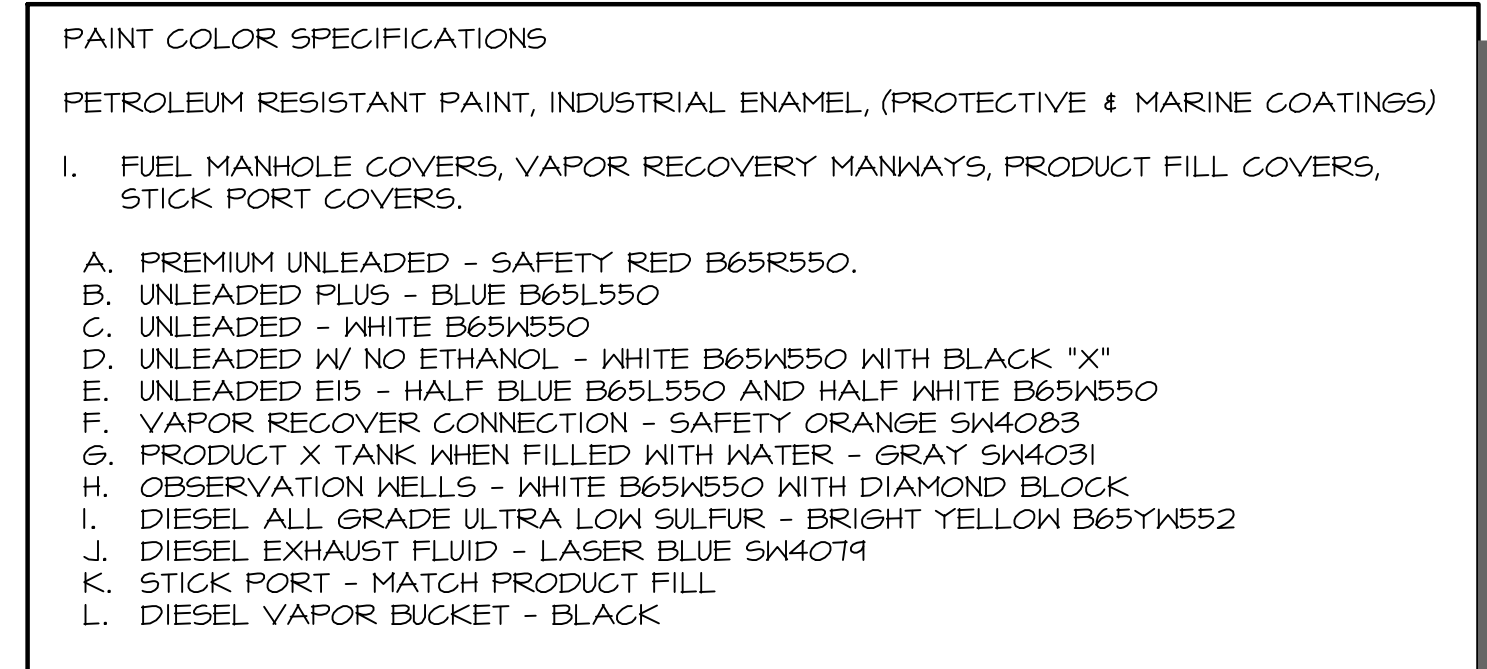 PAINT COLOR SPECIFICATIONS
PETROLEUM RESISTANT PAINT, INDUSTRIAL ENAMEL, (PROTECTIVE & MARINE COATINGS)
1. FUEL MANHOLE COVERS, VAPOR RECOVERY MANWAYS, PRODUCT FILL COVERS,
STICK PORT COVERS.
A. PREMIUM UNLEADED - SAFETY RED B65R550.
B. UNLEADED PLUS - BLUE B65L550
C. UNLEADED - WHITE B65W550
D. UNLEADED W/ NO ETHANOL - WHITE B65W550 WITH BLACK "X"
E. UNLEADED E15 - HALF BLUE B65L550 AND HALF WHITE B65W550
F. VAPOR RECOVER CONNECTION - SAFETY ORANGE SW4083
G. PRODUCT X TANK WHEN FILLED WITH WATER - GRAY SW4031
H. OBSERVATION WELLS - WHITE B65W550 WITH DIAMOND BLOCK
I. DIESEL ALL GRADE ULTRA LOW SULFUR - BRIGHT YELLOW B65YW552
J. DIESEL EXHAUST FLUID - LASER BLUE SW4079
K. STICK PORT - MATCH PRODUCT FILL
L. DIESEL VAPOR BUCKET - BLACK